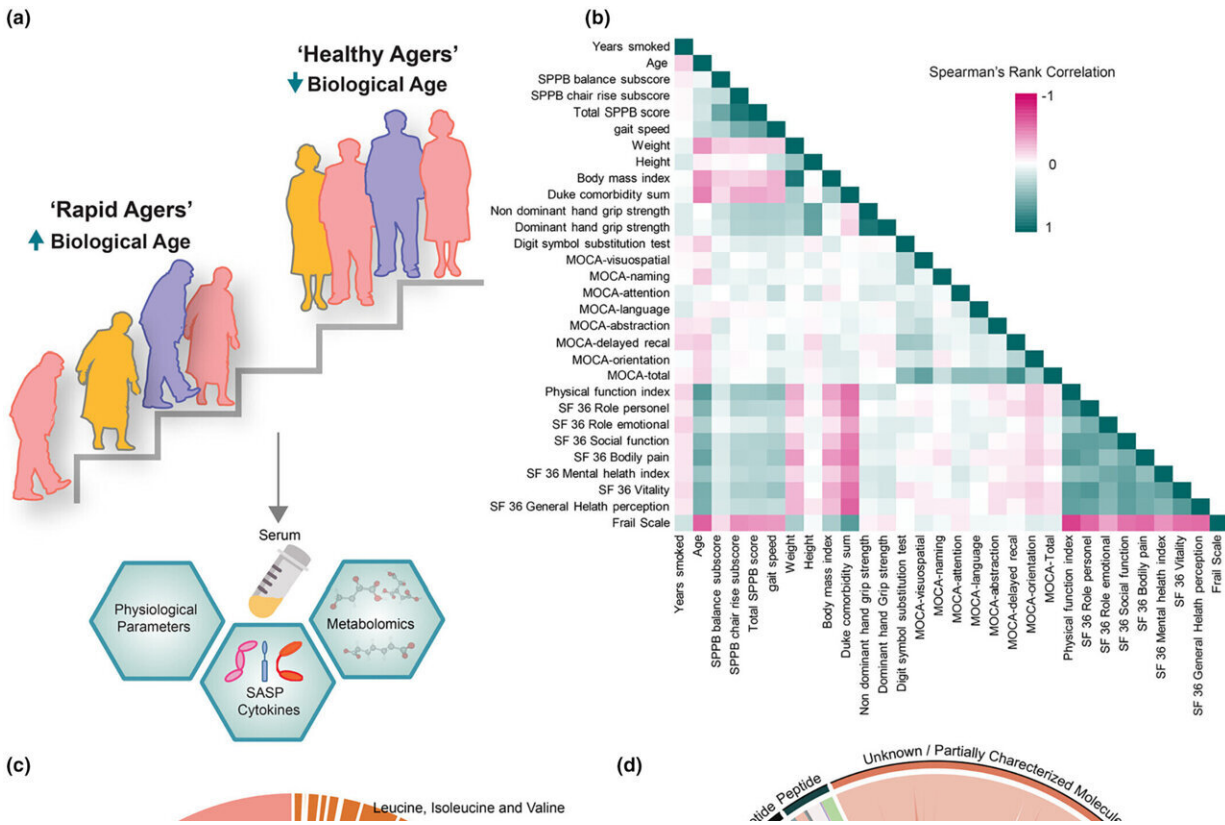 (a)
'Healthy Agers'
Biological Age
'Rapid Agers'
Biological Age
Serum
Physiological
Parameters
Metabolomics
SASP
Cytokines
(b)
Spearman's Rank Correlation
-1
0
1
Years smoked
Age
SPPB balance subscore
SPPB chair rise subscore
Total SPPB score
gait speed
Weight
Height
Body mass index
Duke comorbidity sum
Non dominant hand grip strength
Dominant hand grip strength
Digit symbol substitution test
MOCA-visuospatial
MOCA-naming
MOCA-attention
MOCA-language
MOCA-abstraction
MOCA-delayed recal
MOCA-orientation
MOCA-total
Physical function index
SF 36 Role personel
SF 36 Role emotional
SF 36 Social function
SF 36 Bodily pain
SF 36 Mental helath index
SF 36 Vitality
SF 36 General Helath perception
Frail Scale
Years smoked
Age
SPPB balance subscore
SPPB chair rise subscore
Total SPPB score
gait speed
Weight
Height
Body mass index
Duke comorbidity sum
Non dominant hand grip strength
Dominant hand Grip strength
Digit symbol substitution test
MOCA-visuospatial
MOCA-naming
MOCA-attention
MOCA-language
MOCA-abstraction
MOCA-delayed recal
MOCA-orientation
MOCA-Total
Physical function index
SF 36 Role personel
SF 36 Role emotional
SF 36 Social function
SF 36 Bodily pain
SF 36 Mental helath index
SF 36 Vitality
SF 36 General Helath perception
Frail Scale
(c)
Leucine, Isoleucine and Valine
(d)
Peptide
Unknown / Partially Charecterized Molecule